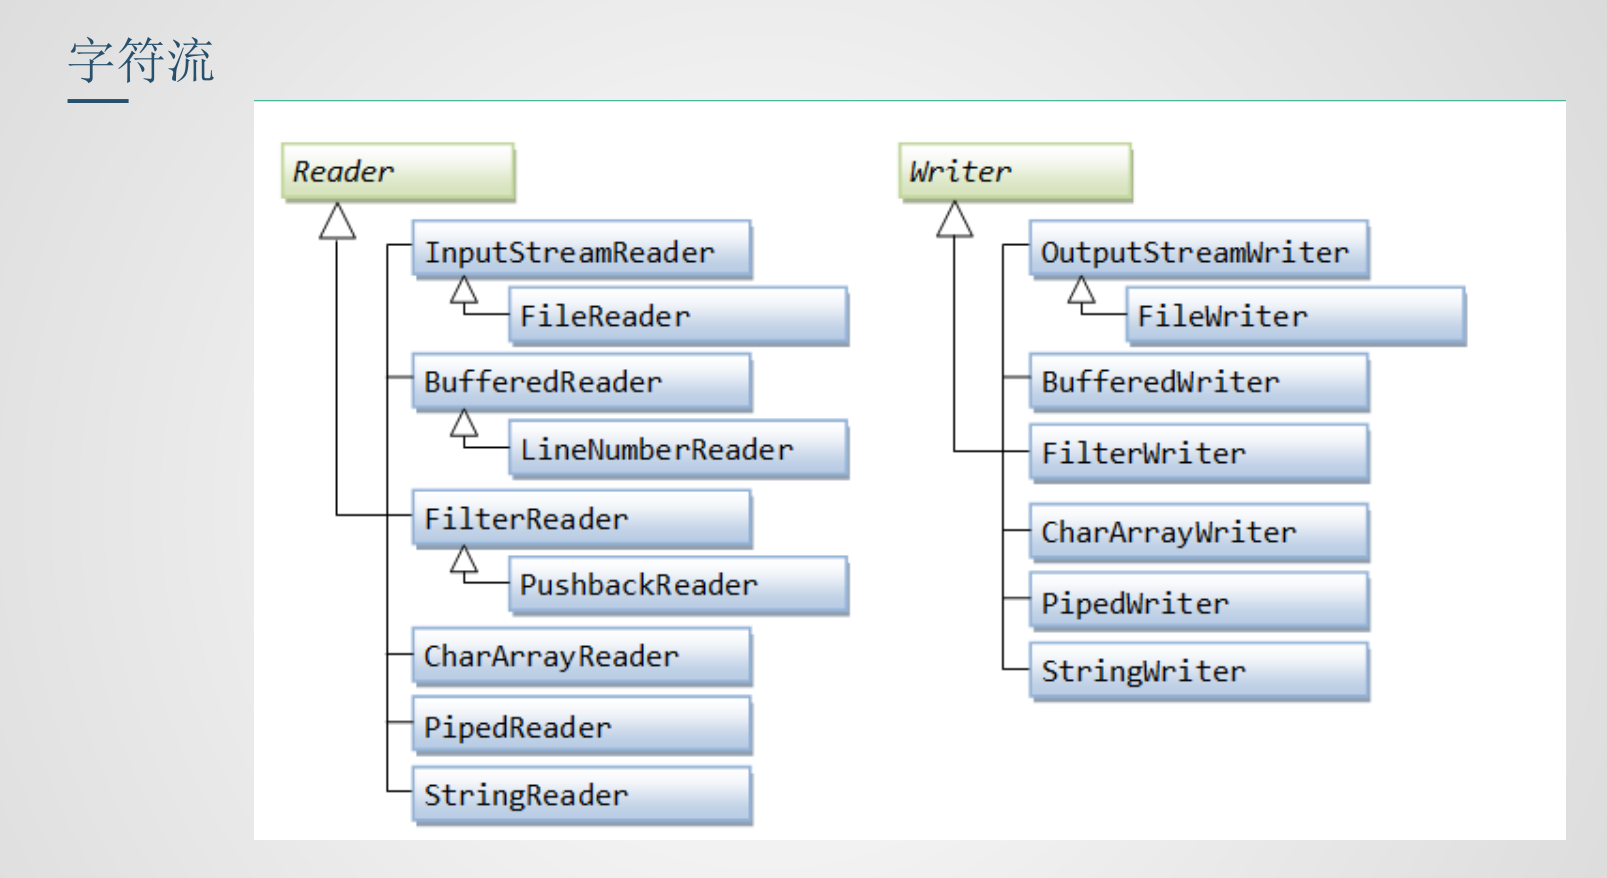 字符流
Reader
InputStreamReader
FileReader
BufferedReader
LineNumberReader
FilterReader
PushbackReader
CharArrayReader
PipedReader
StringReader
Writer
OutputStreamWriter
FileWriter
BufferedWriter
FilterWriter
CharArrayWriter
PipedWriter
StringWriter